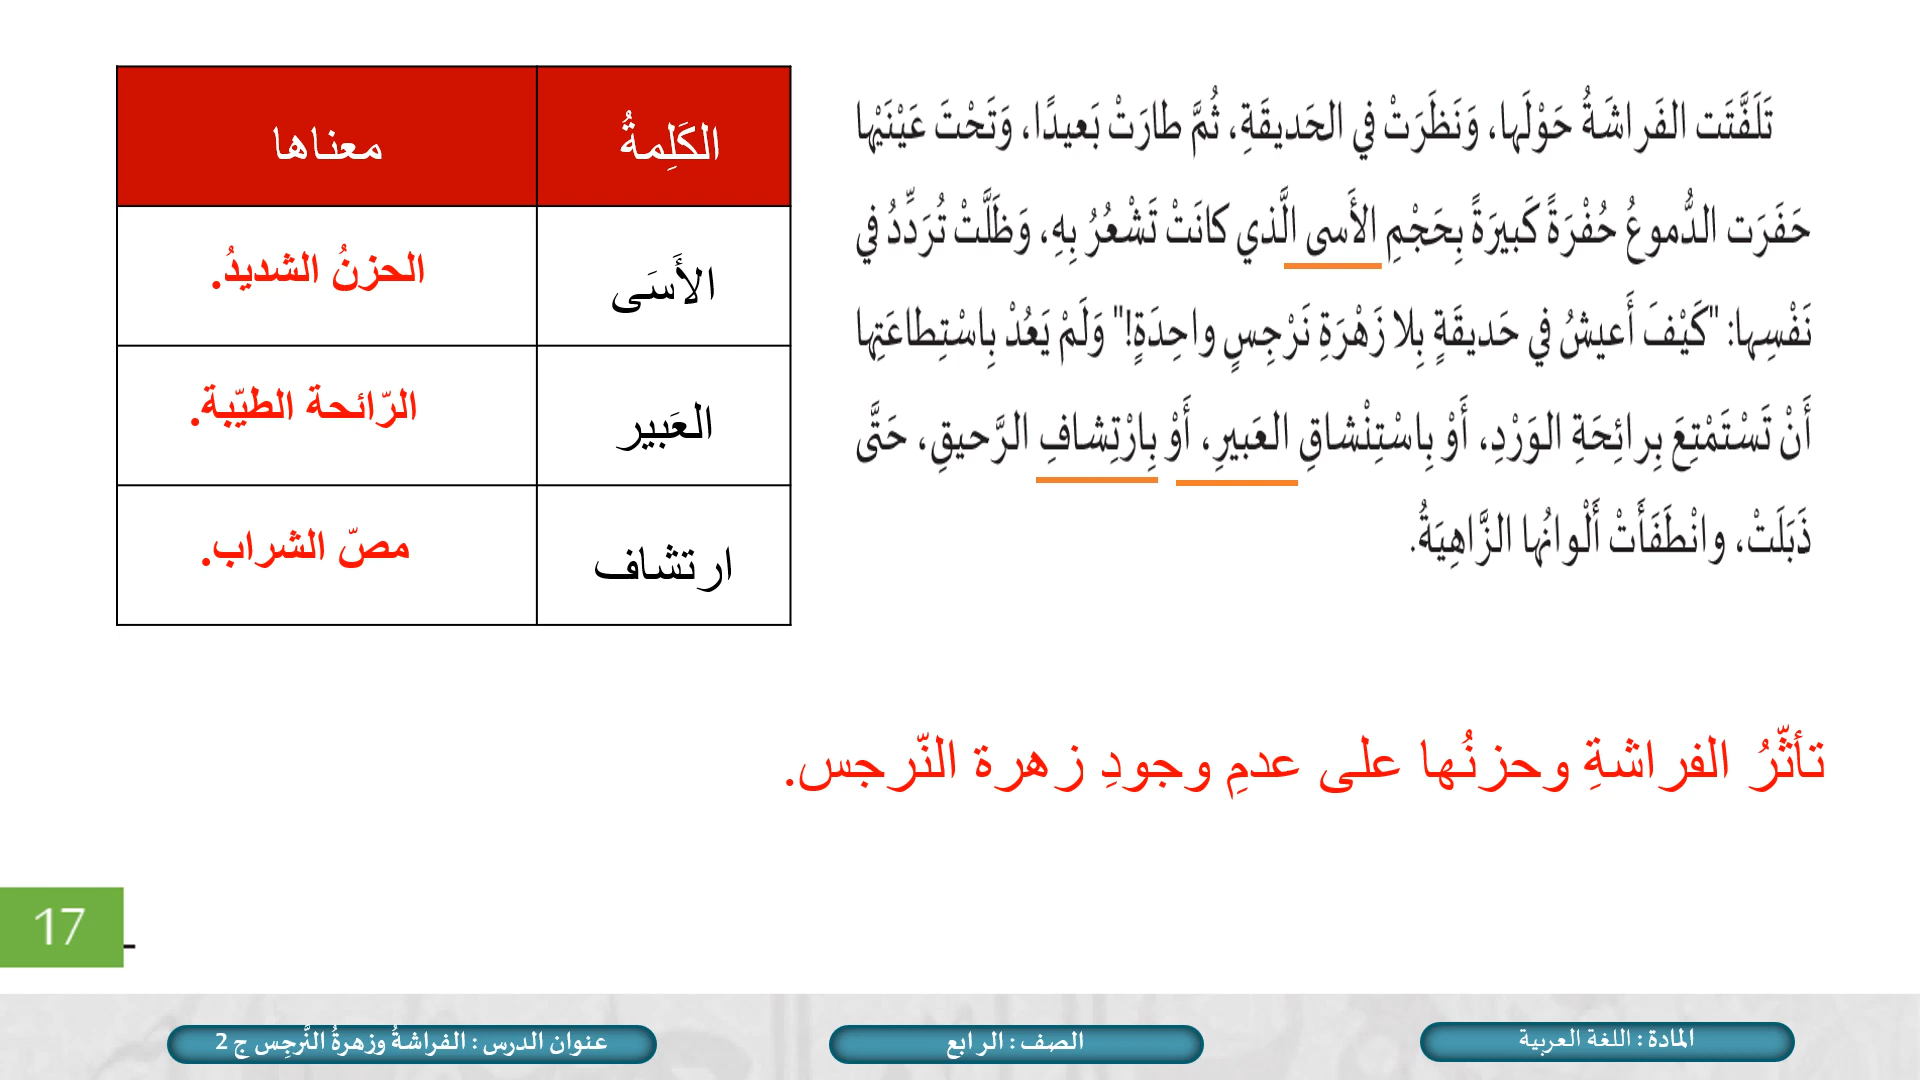 تَلَفَّتَت الفَراشَةُ حَوْلَها، وَنَظَرَتْ في الحَديقَةِ، ثُمَّ طارَتْ بَعيدًا، وَتَحْتَ عَيْنَيْها
حَفَرَت الدُّموعُ حُفْرَةً كَبيرَةً بِحَجْمِ الأَسى الَّذي كانَتْ تَشْعُرُ بِهِ، وَظَلَّتْ تُرَدِّدُ في
نَفْسِها: "كَيْفَ أَعيشُ في حَديقَةٍ بِلا زَهْرَةِ نَرْجِسٍ واحِدَةٍ!" وَلَمْ يَعُدْ بِاسْتِطاعَتِها
أَنْ تَسْتَمْتِعَ بِرائِحَةِ الوَرْدِ، أَوْ بِاسْتِنْشاقِ العَبيرِ، أَوْ بِارْتِشافِ الرَّحيقِ، حَتَّى
ذَبَلَتْ، وانْطَفَأَتْ أَلْوانُها الزَّاهِيَةُ.
الكَلِمةُ معناها
الأَسَى الحزنُ الشديدُ.
العَبير الرّائحة الطيّبة.
ارتشاف مصّ الشراب.
تأثّرُ الفراشةِ وحزنُها على عدمِ وجودِ زهرة النّرجس.
17
المادة : اللغة العربية
الصف : الرابع
عنوان الدرس : الفراشةُ وزهرةُ النَّرجِس ج 2